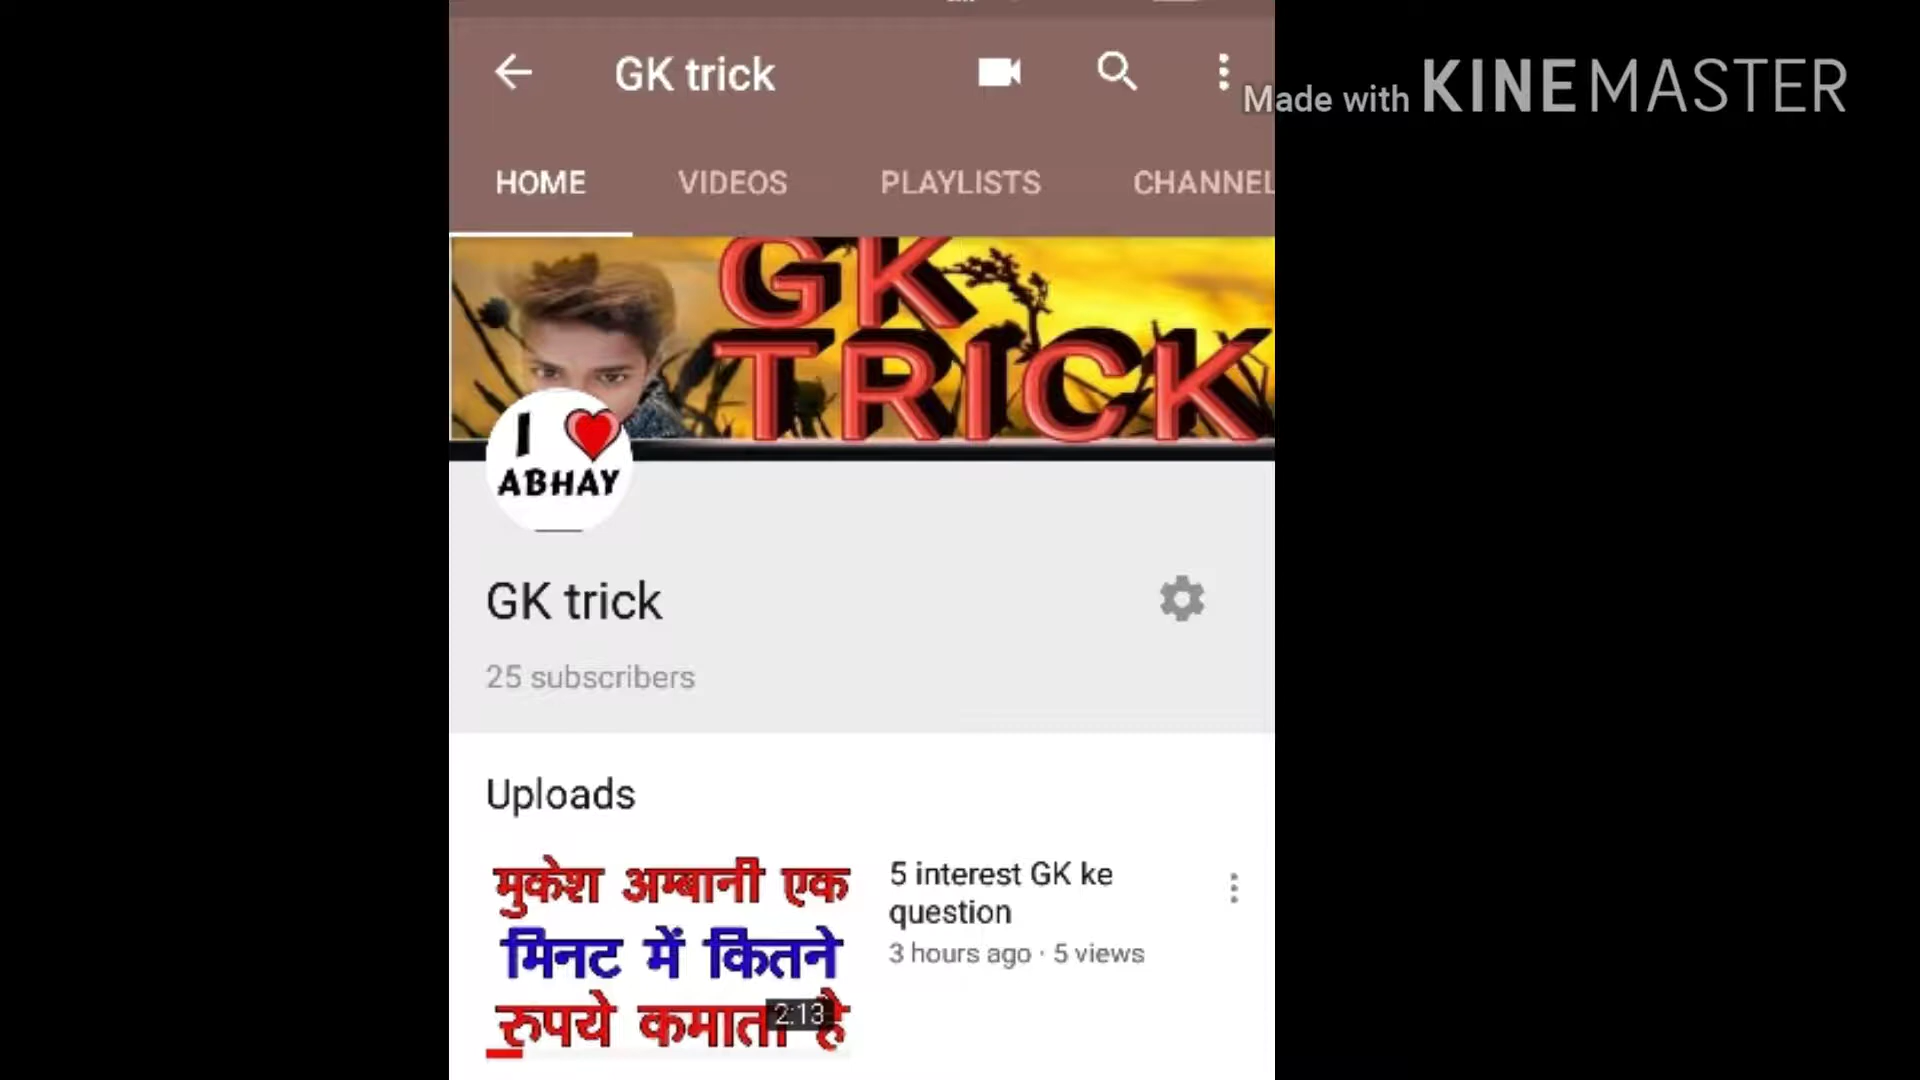 GK trick
Made with KINEMASTER
HOME VIDEOS PLAYLISTS CHANNEL
GK
TRICK
I
ABHAY
GK trick
25 subscribers
Uploads
मुकेश अम्बानी एक
मिनट में कितने
रुपये कमाता है
2:13
5 interest GK ke
question
3 hours ago · 5 views